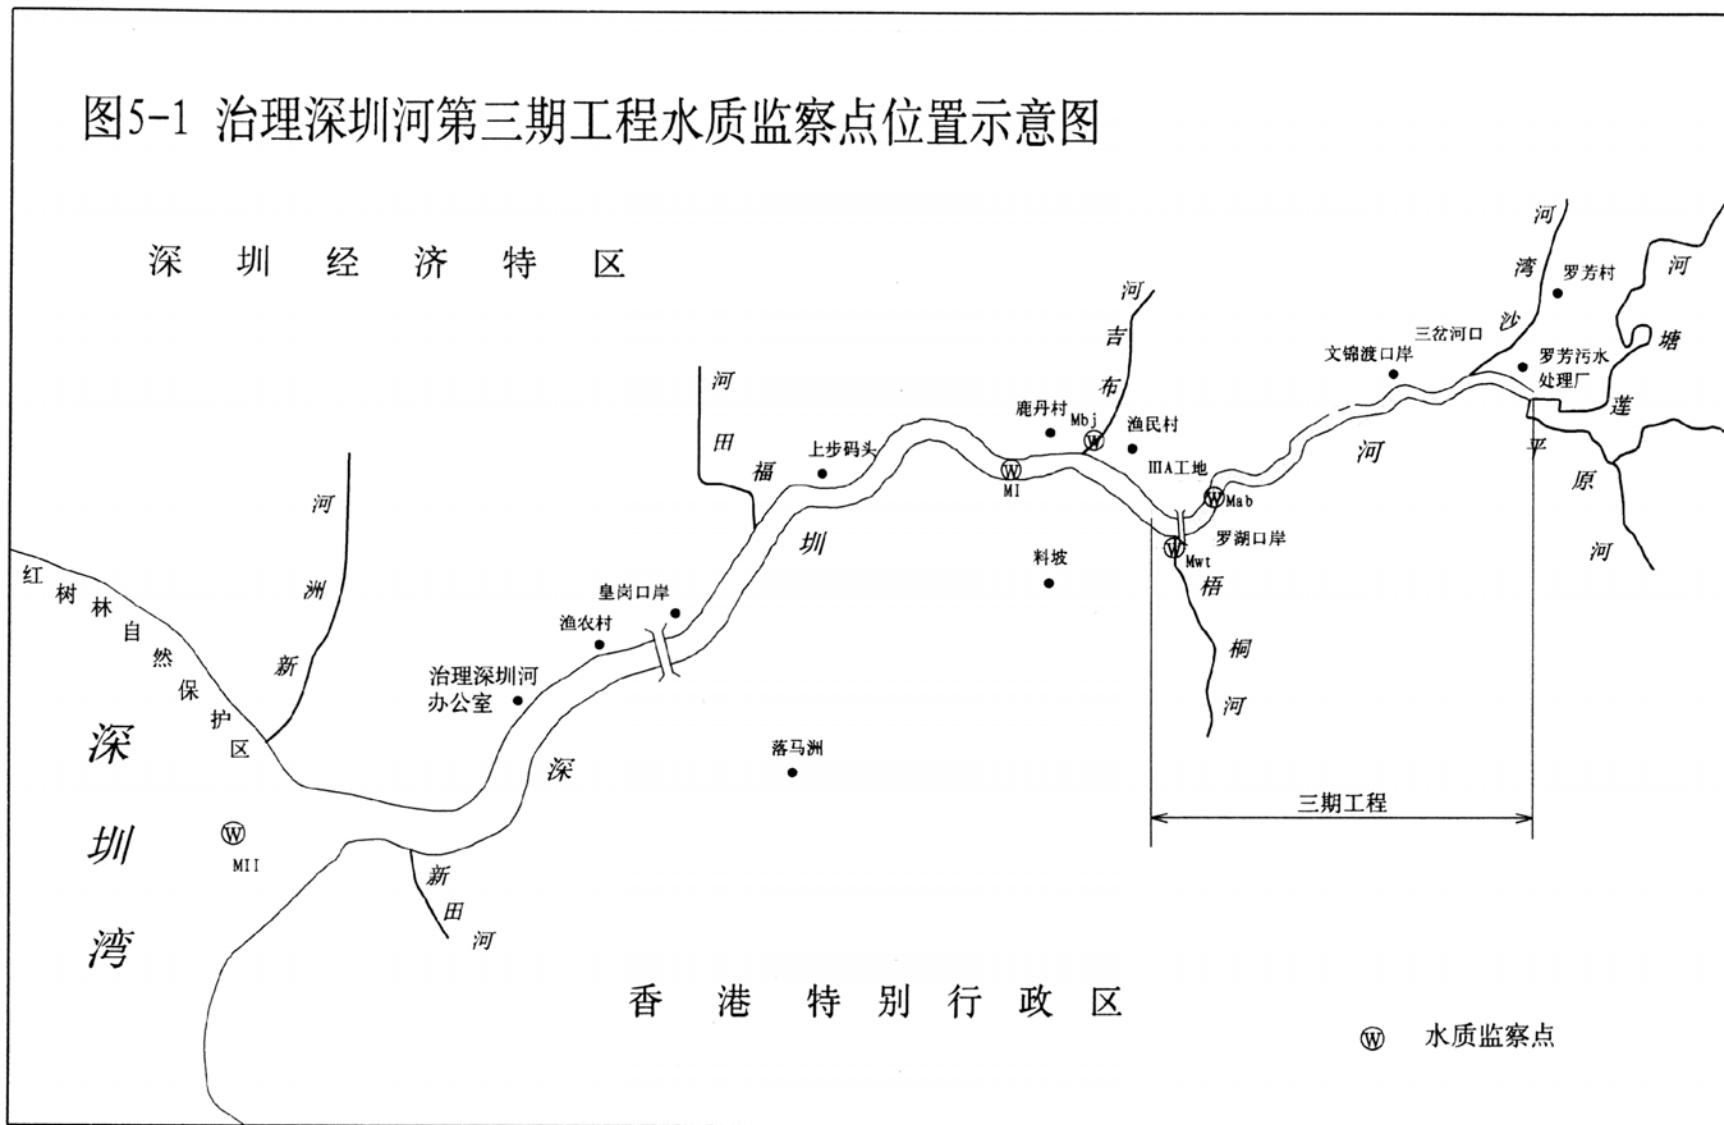 图5-1 治理深圳河第三期工程水质监察点位置示意图
深圳经济特区
河湾沙
罗芳村
河塘莲
三岔河口
文锦渡口岸
罗芳污水
处理厂
河吉布
河田福
鹿丹村
Mbj
W
渔民村
上步码头
W
MI
IIIA工地
W
Mab
罗湖口岸
W
Mwt
平原河
河洲新
料坡
梧桐河
红树林自然保护区
皇岗口岸
渔农村
治理深圳河
办公室
落马洲
深圳河
三期工程
深圳湾
W
MII
新田河
香港特别行政区
W 水质监察点